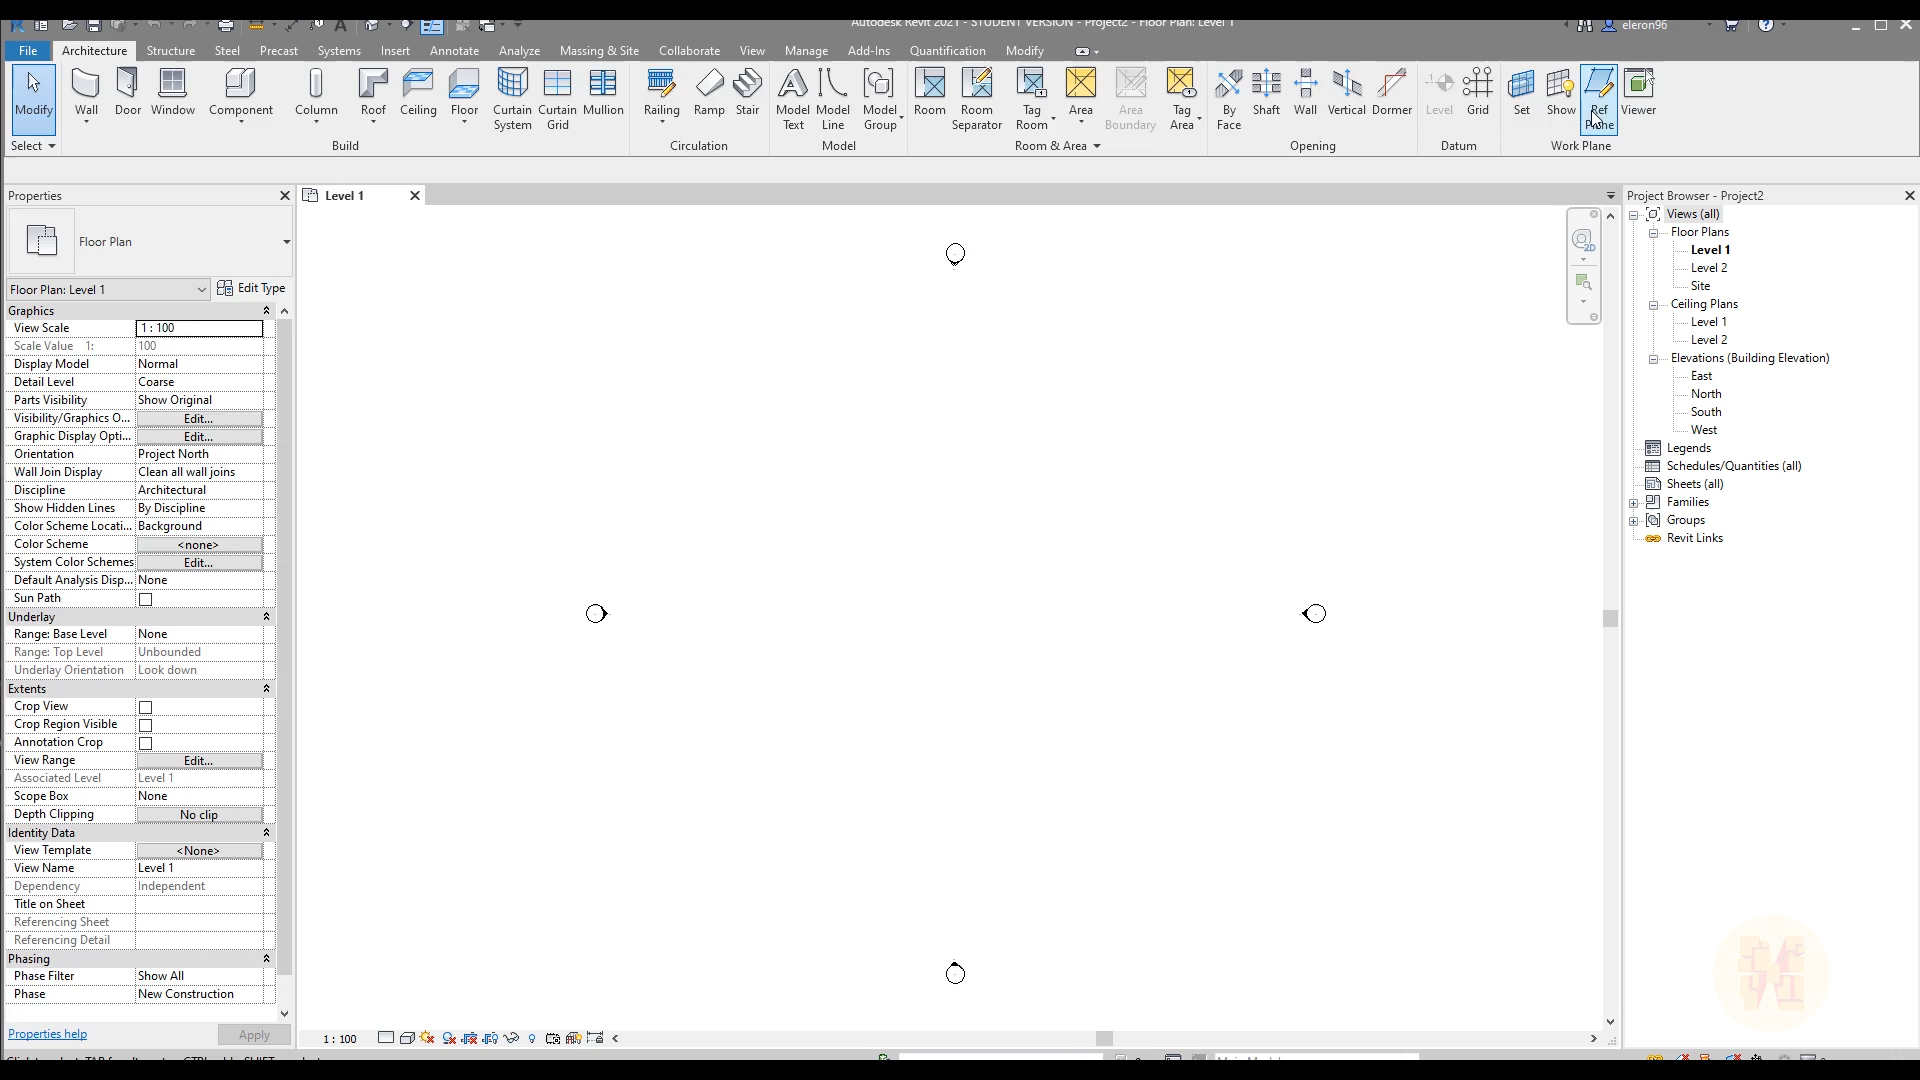 Autodesk Revit 2021 - STUDENT VERSION - Project2 - Floor Plan: Level 1
eleron96
File Architecture Structure Steel Precast Systems Insert Annotate Analyze Massing & Site Collaborate View Manage Add-Ins Quantification Modify
Modify Wall Door Window Component Column Roof Ceiling Floor Curtain System Curtain Grid Mullion Railing Ramp Stair Model Text Model Line Model Group Room Room Separator Tag Room Area Area Boundary Tag Area By Face Shaft Wall Vertical Dormer Level Grid Set Show Ref Plane Viewer
Select Build Circulation Model Room & Area Opening Datum Work Plane
Properties
Floor Plan
Floor Plan: Level 1 Edit Type
Graphics
View Scale 1 : 100
Scale Value 1: 100
Display Model Normal
Detail Level Coarse
Parts Visibility Show Original
Visibility/Graphics O... Edit...
Graphic Display Opti... Edit...
Orientation Project North
Wall Join Display Clean all wall joins
Discipline Architectural
Show Hidden Lines By Discipline
Color Scheme Locati... Background
Color Scheme <none>
System Color Schemes Edit...
Default Analysis Disp... None
Sun Path
Underlay
Range: Base Level None
Range: Top Level Unbounded
Underlay Orientation Look down
Extents
Crop View
Crop Region Visible
Annotation Crop
View Range Edit...
Associated Level Level 1
Scope Box None
Depth Clipping No clip
Identity Data
View Template <None>
View Name Level 1
Dependency Independent
Title on Sheet
Referencing Sheet
Referencing Detail
Phasing
Phase Filter Show All
Phase New Construction
Properties help Apply
Level 1
2D
1 : 100
Project Browser - Project2
Views (all)
Floor Plans
Level 1
Level 2
Site
Ceiling Plans
Level 1
Level 2
Elevations (Building Elevation)
East
North
South
West
Legends
Schedules/Quantities (all)
Sheets (all)
Families
Groups
Revit Links